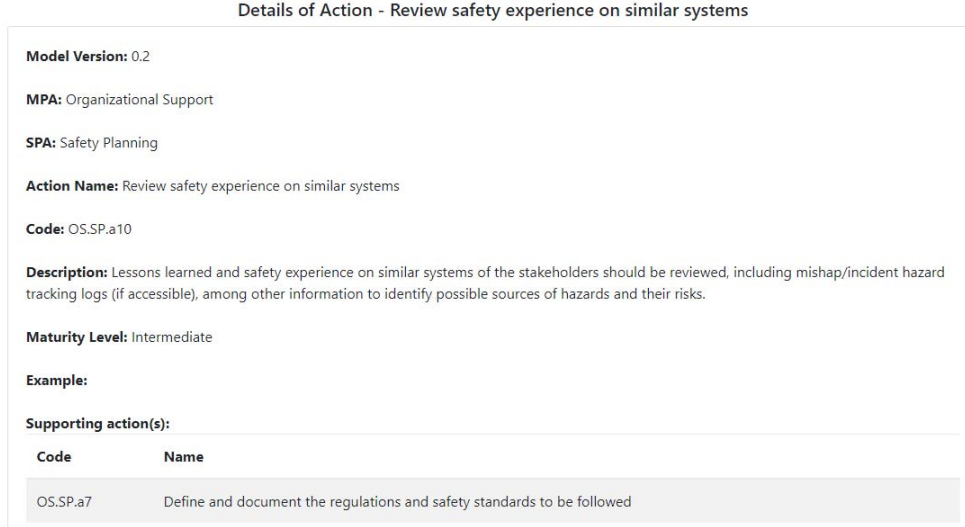 Details of Action - Review safety experience on similar systems
Model Version: 0.2
MPA: Organizational Support
SPA: Safety Planning
Action Name: Review safety experience on similar systems
Code: OS.SP.a10
Description: Lessons learned and safety experience on similar systems of the stakeholders should be reviewed, including mishap/incident hazard
tracking logs (if accessible), among other information to identify possible sources of hazards and their risks.
Maturity Level: Intermediate
Example:
Supporting action(s):
Code Name
OS.SP.a7 Define and document the regulations and safety standards to be followed